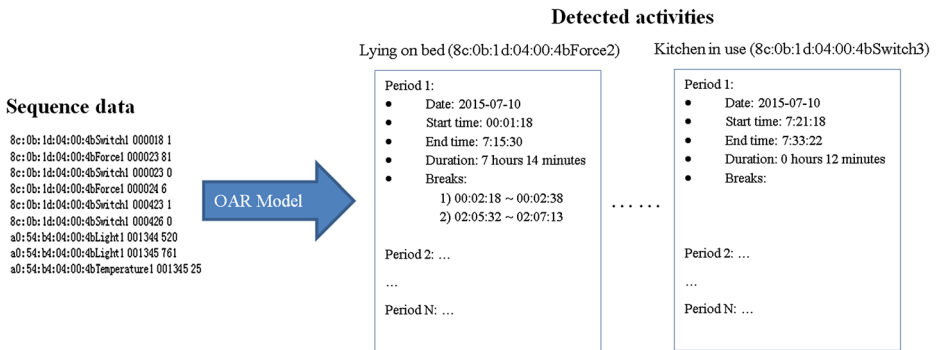 Detected activities
Sequence data
8c:0b:1d:04:00:4bSwitch1 000018 1
8c:0b:1d:04:00:4bForce1 000023 81
8c:0b:1d:04:00:4bSwitch1 000023 0
8c:0b:1d:04:00:4bForce1 000024 6
8c:0b:1d:04:00:4bSwitch1 000423 1
8c:0b:1d:04:00:4bSwitch1 000426 0
a0:54:b4:04:00:4bLight1 001344 520
a0:54:b4:04:00:4bLight1 001345 761
a0:54:b4:04:00:4bTemperature1 001345 25
OAR Model
Lying on bed (8c:0b:1d:04:00:4bForce2)
Period 1:
● Date: 2015-07-10
● Start time: 00:01:18
● End time: 7:15:30
● Duration: 7 hours 14 minutes
● Breaks:
1) 00:02:18 ~ 00:02:38
2) 02:05:32 ~ 02:07:13
Period 2: …
…
Period N: …
……
Kitchen in use (8c:0b:1d:04:00:4bSwitch3)
Period 1:
● Date: 2015-07-10
● Start time: 7:21:18
● End time: 7:33:22
● Duration: 0 hours 12 minutes
● Breaks:
Period 2: …
…
Period N: …